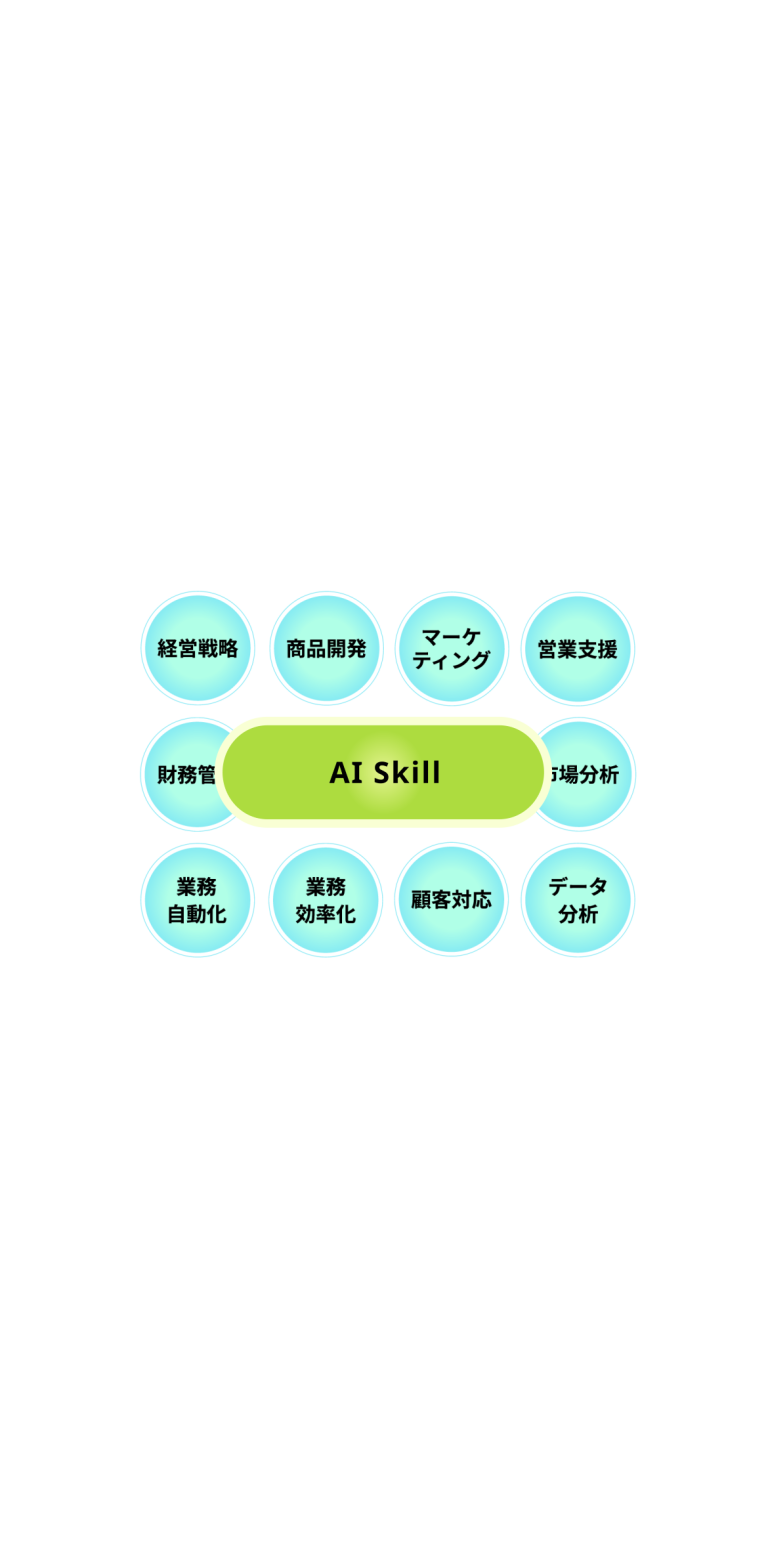 経営戦略
商品開発
マーケ
ティング
営業支援
財務管
AI Skill
場分析
業務
自動化
業務
効率化
顧客対応
データ
分析